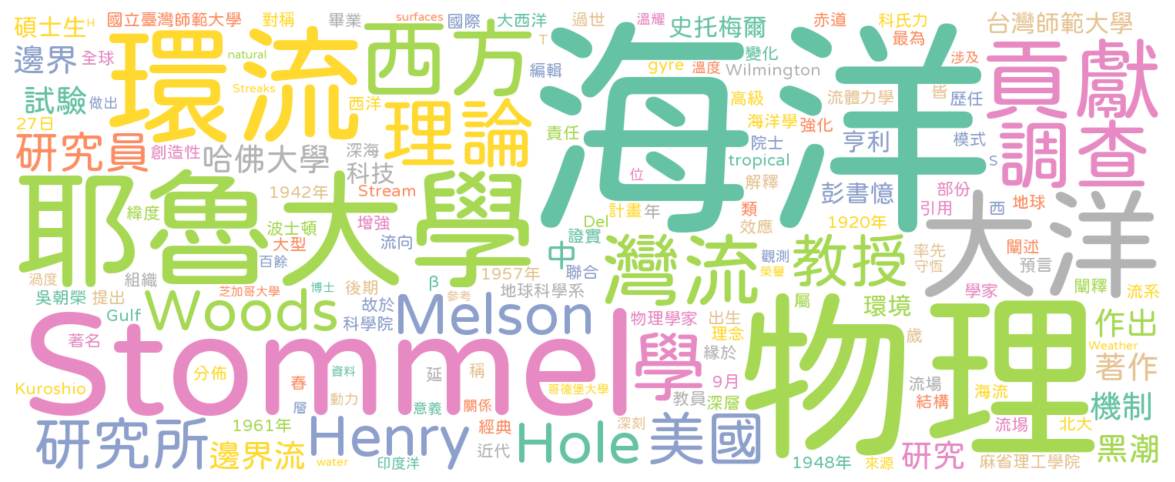 碩士生
H
國立臺灣師範大學
對稱
畢業
surfaces
國際
大西洋
過世
史托梅爾
溫耀
赤道
科氏力
台灣師範大學
邊界
全球
環流
natural
西方
T
編輯
變化
最為
涉及
海洋
貢獻
試驗
做出
Streaks
西洋
理論
gyre
溫度
Wilmington
高級
流體力學
皆
歷任
27日
研究員
創造性
哈佛大學
深海
科技
責任
海洋學
強化
院士
亨利
模式
調查
耶魯大學
1942年
Stream
tropical
位
解釋
彭書憶
S
部份
引用
西
地球
大洋
緯度
波士頓
增強
大型
流向
百餘
計畫
年
類
效應
Del
證實
中
1920年
灣流
教授
率先
守恆
闡述
預言
渦度
組織
1957年
聯合
觀測
榮譽
闡釋
流系
吳朝榮
提出
芝加哥大學
博士
後期
β
地球科學系
屬
學家
環境
Gulf
Woods
故於
科學院
參考
Melson
物理學家
出生
理念
作出
著名
Stommel
學
緣於
歲
物理
Weather
著作
Kuroshio
分佈
春
資料
延
稱
哥德堡大學
教員
9月
流場
海流
層
動力
意義
關係
深刻
深層
結構
機制
1961年
經典
研究所
邊界流
Henry
近代
Hole
美國
流場
北大
研究
黑潮
water
印度洋
1948年
來源
麻省理工學院